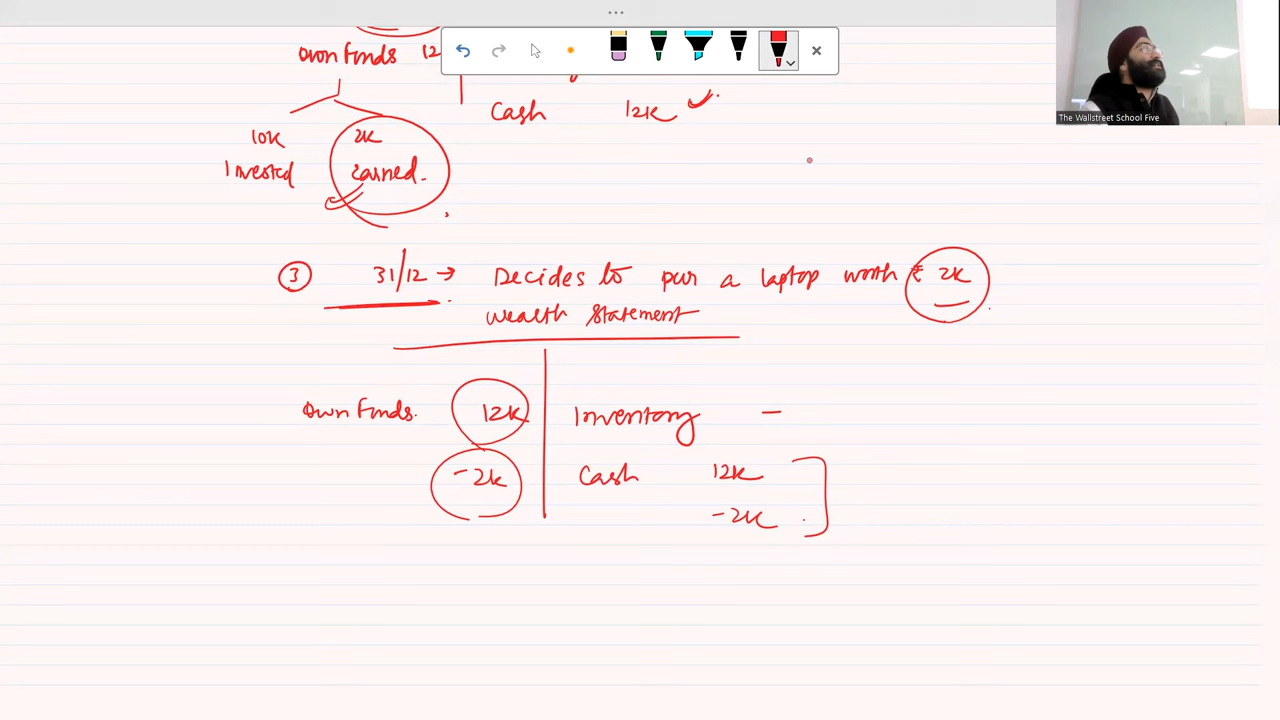 own funds 12
Cash 12K
10K 2K
Invested Earned.
The Wallstreet School Five
3 31/12 → Decides to pur a laptop worth ₹ 2K
Wealth Statement
Own Funds. 12K Inventory –
-2K Cash 12K
-2K